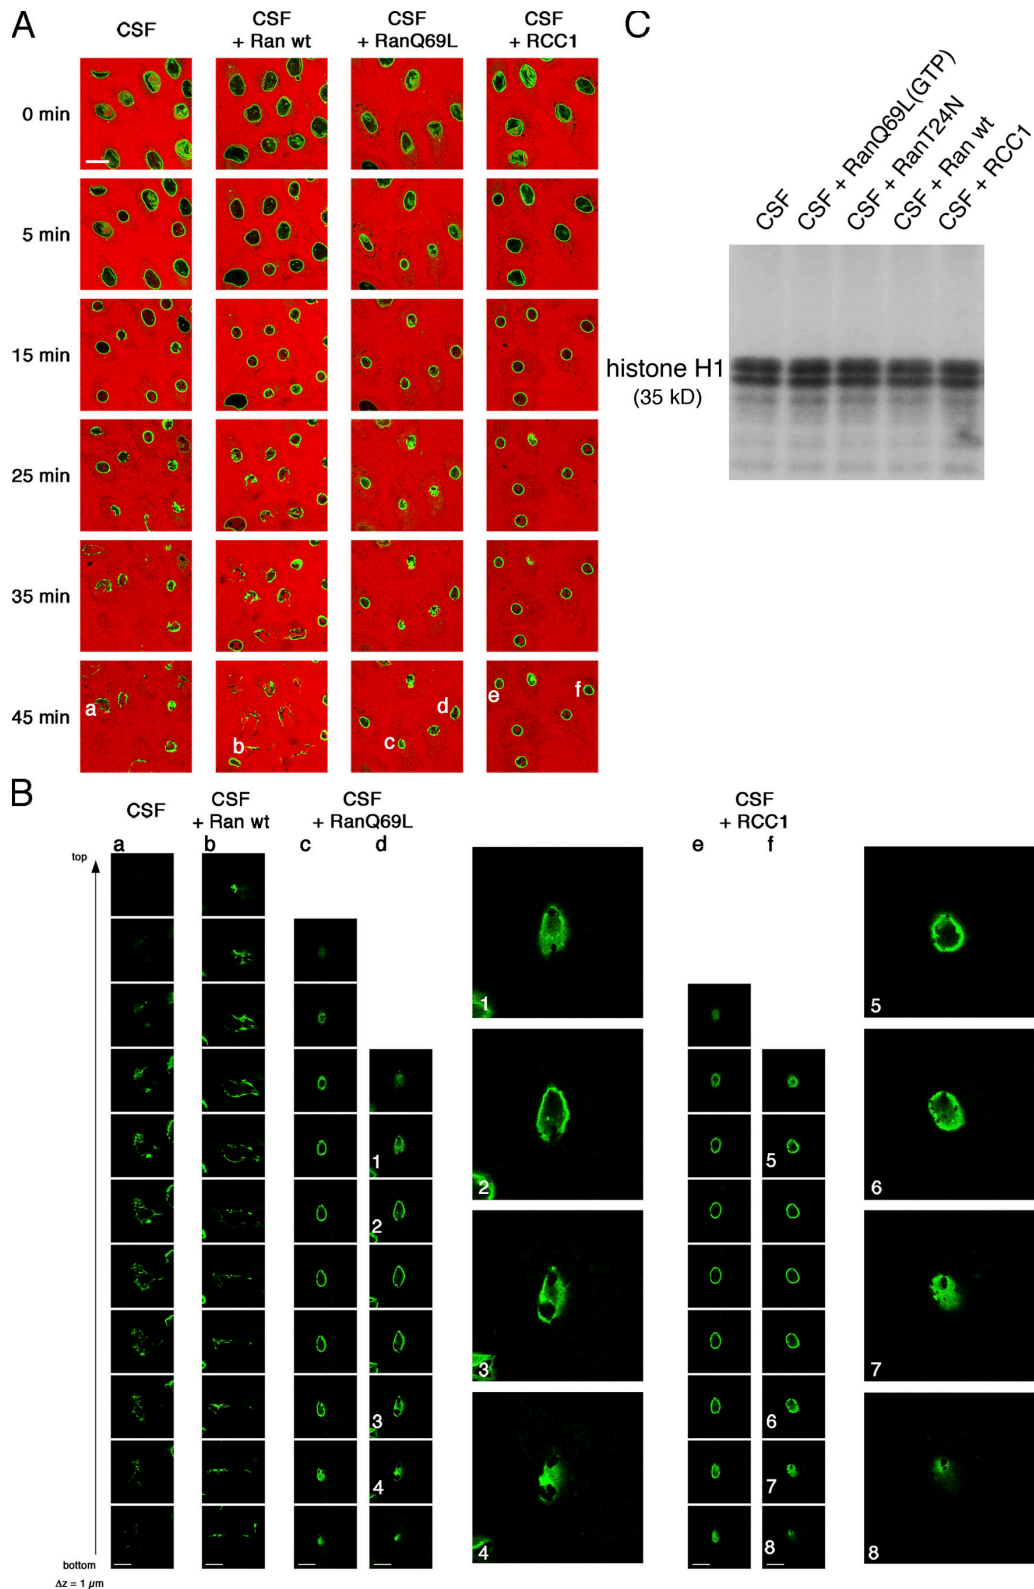 A
CSF
CSF
+ Ran wt
CSF
+ RanQ69L
CSF
+ RCC1
0 min
5 min
15 min
25 min
35 min
45 min
a
b
c
d
e
f
C
CSF
CSF + RanQ69L(GTP)
CSF + RanT24N
CSF + Ran wt
CSF + RCC1
histone H1
(35 kD)
B
CSF
CSF
+ Ran wt
CSF
+ RanQ69L
CSF
+ RCC1
a
b
c
d
e
f
top
bottom
Δz = 1 µm
1
2
3
4
1
2
3
4
5
6
7
8
5
6
7
8